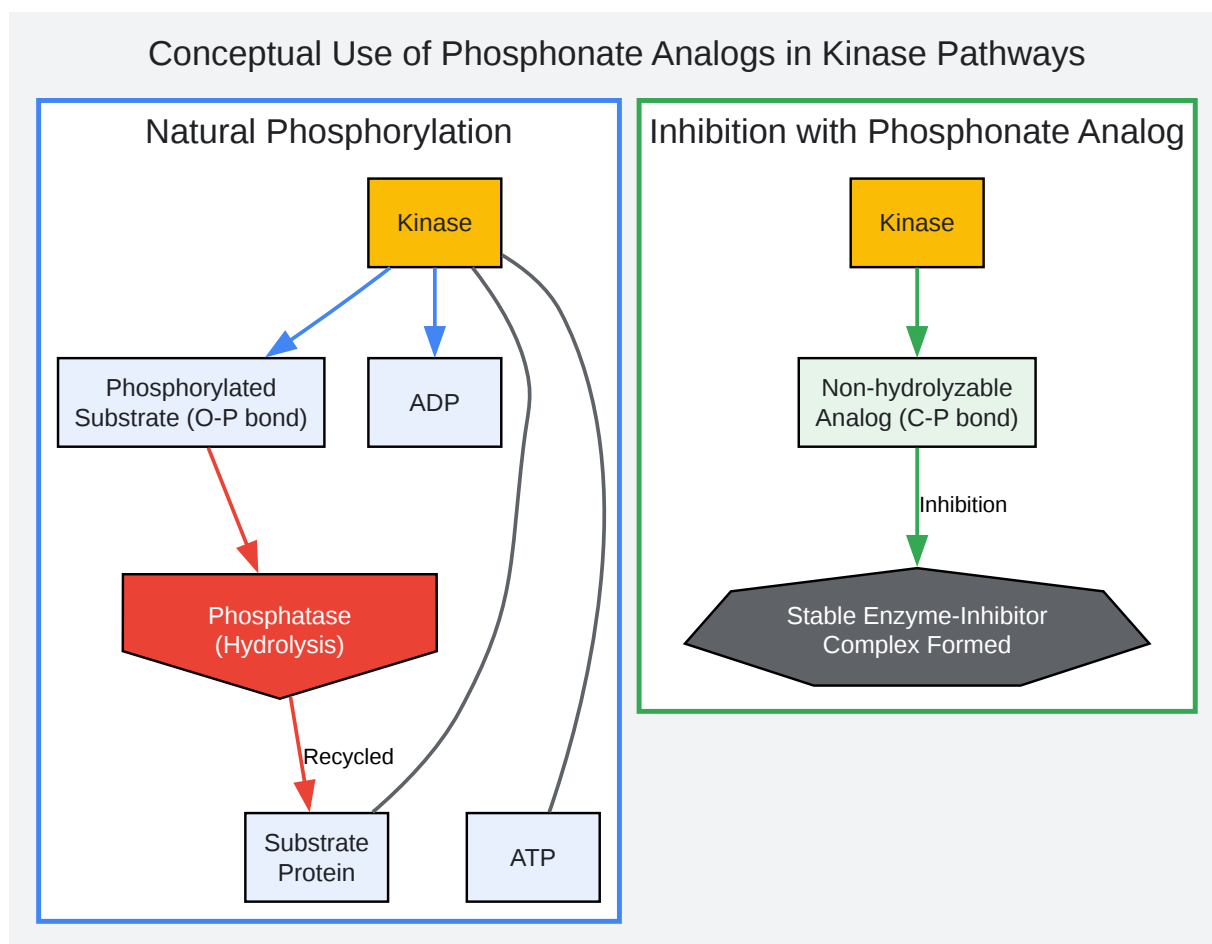 Conceptual Use of Phosphonate Analogs in Kinase Pathways
Natural Phosphorylation
Kinase
Phosphorylated
Substrate (O-P bond)
ADP
Phosphatase
(Hydrolysis)
Recycled
Substrate
Protein
ATP
Inhibition with Phosphonate Analog
Kinase
Non-hydrolyzable
Analog (C-P bond)
Inhibition
Stable Enzyme-Inhibitor
Complex Formed